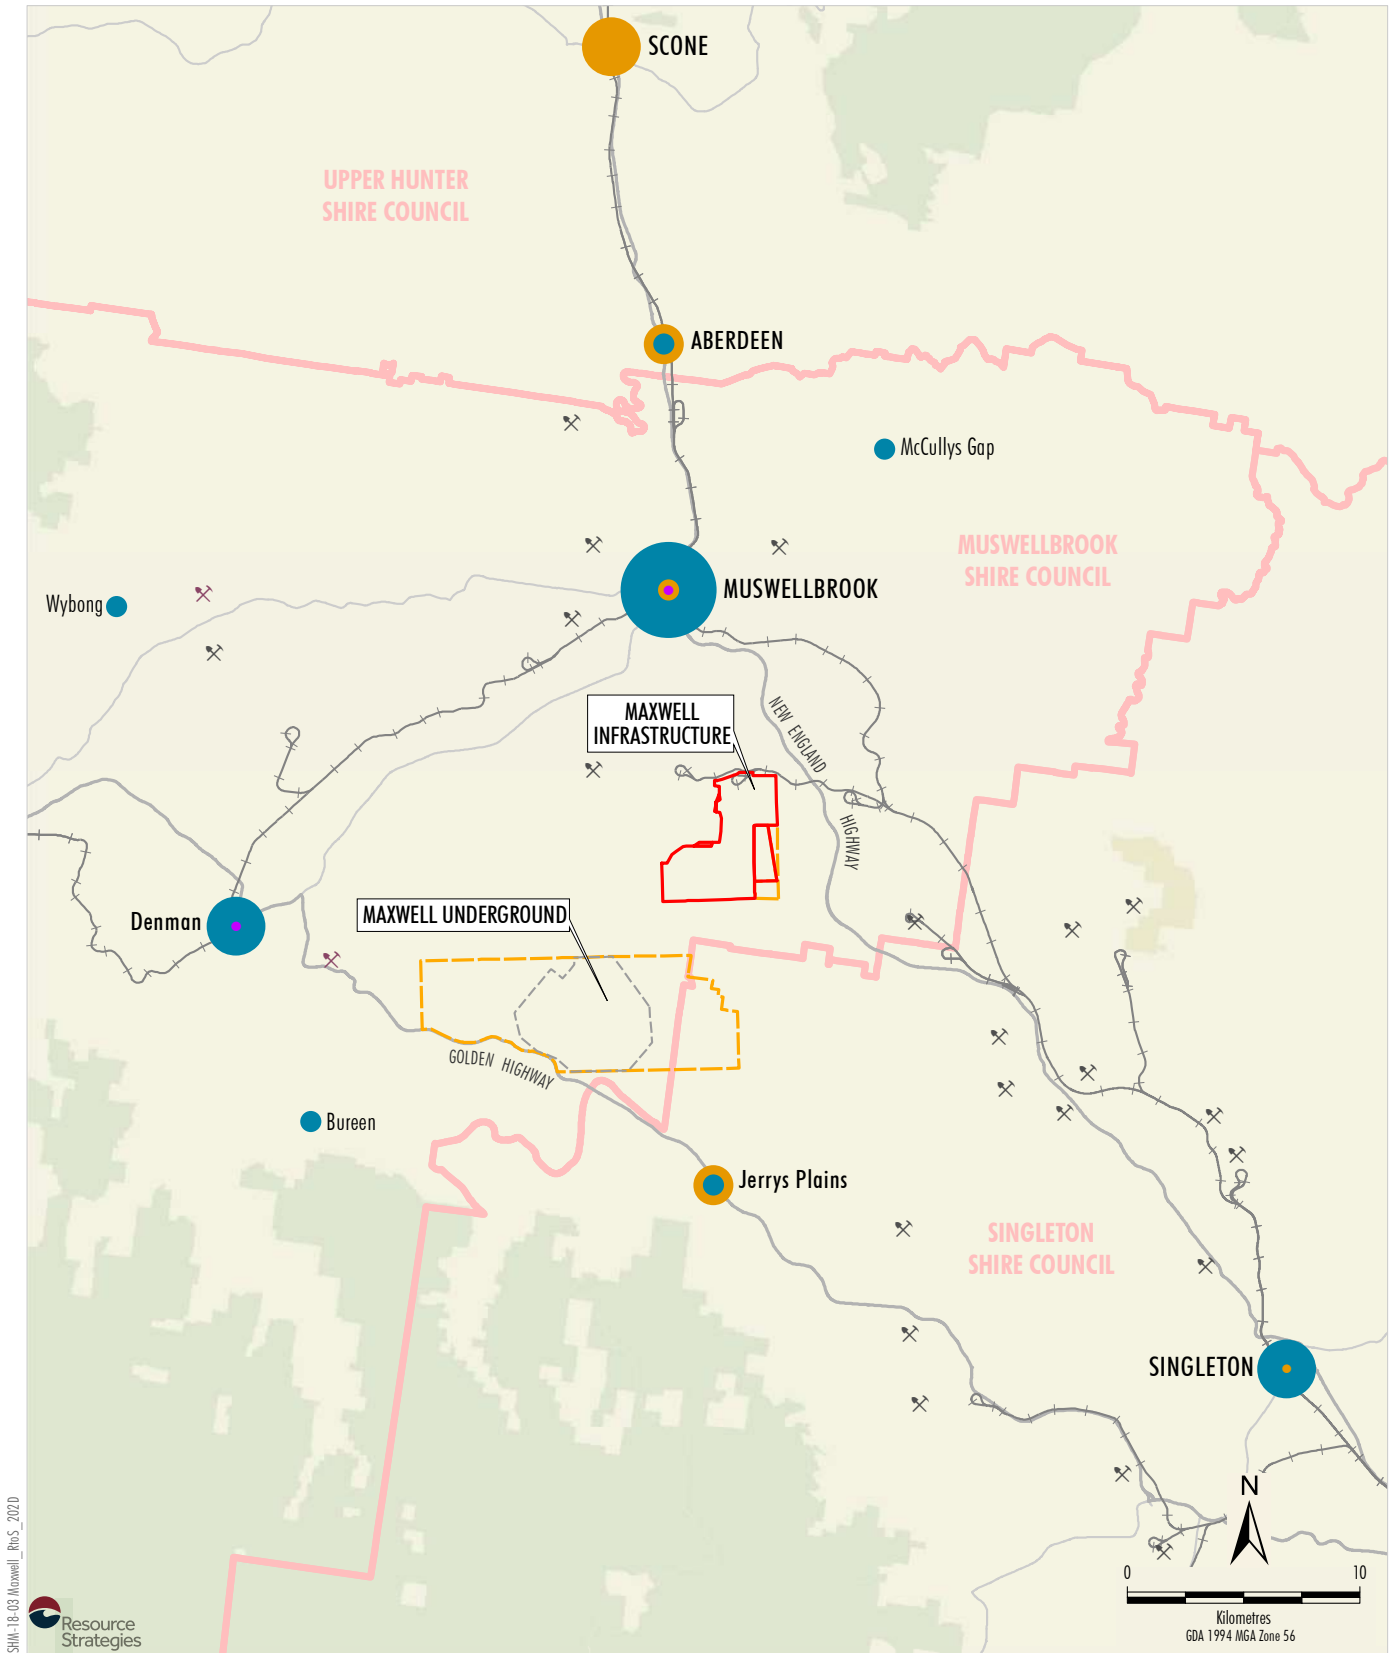 SCONE
UPPER HUNTER
SHIRE COUNCIL
ABERDEEN
McCullys Gap
MUSWELLBROOK
SHIRE COUNCIL
MUSWELLBROOK
Wybong
MAXWELL
INFRASTRUCTURE
NEW ENGLAND
HIGHWAY
Denman
MAXWELL UNDERGROUND
GOLDEN HIGHWAY
Bureen
Jerrys Plains
SINGLETON
SHIRE COUNCIL
SINGLETON
N
0 10
Kilometres
GDA 1994 MGA Zone 56
SHM-18-03 Maxwell_RtoS_202D
Resource
Strategies